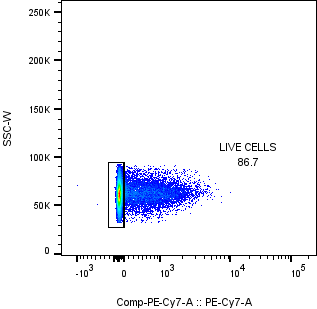 250K
200K
150K
100K
50K
0
SSC-W
LIVE CELLS
86.7
-10³ 0 10³ 10⁴ 10⁵
Comp-PE-Cy7-A :: PE-Cy7-A